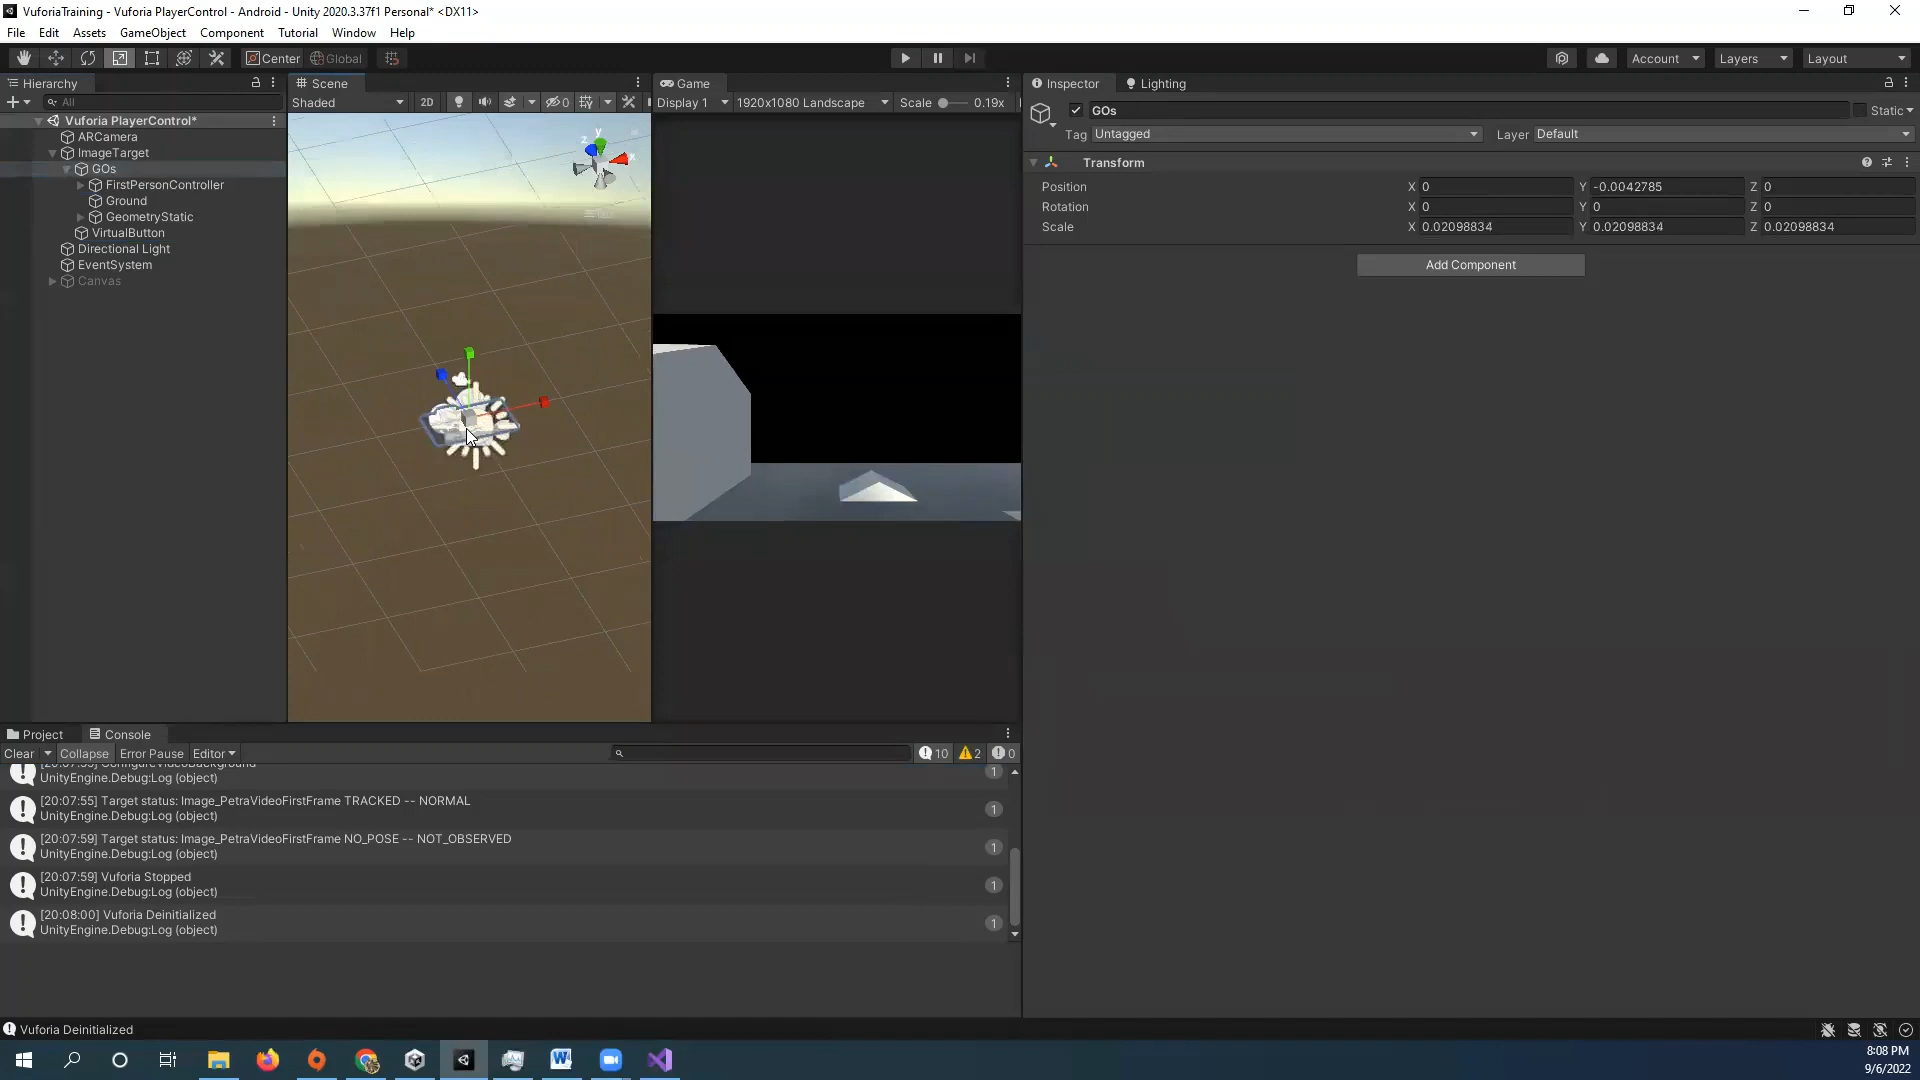 VuforiaTraining - Vuforia PlayerControl - Android - Unity 2020.3.37f1 Personal* <DX11>
File Edit Assets GameObject Component Tutorial Window Help
Center Global Account Layers Layout
Hierarchy
All
Vuforia PlayerControl*
ARCamera
ImageTarget
GOs
FirstPersonController
Ground
GeometryStatic
VirtualButton
Directional Light
EventSystem
Canvas
Scene
Shaded 2D 0
y
z
x
Game
Display 1 1920x1080 Landscape Scale 0.19x
Inspector Lighting
GOs Static
Tag Untagged Layer Default
Transform
Position X 0 Y -0.0042785 Z 0
Rotation X 0 Y 0 Z 0
Scale X 0.02098834 Y 0.02098834 Z 0.02098834
Add Component
Project Console
Clear Collapse Error Pause Editor 10 2 0
UnityEngine.Debug:Log (object) 1
[20:07:55] Target status: Image_PetraVideoFirstFrame TRACKED -- NORMAL
UnityEngine.Debug:Log (object) 1
[20:07:59] Target status: Image_PetraVideoFirstFrame NO_POSE -- NOT_OBSERVED
UnityEngine.Debug:Log (object) 1
[20:07:59] Vuforia Stopped
UnityEngine.Debug:Log (object) 1
[20:08:00] Vuforia Deinitialized
UnityEngine.Debug:Log (object) 1
Vuforia Deinitialized
8:08 PM
9/6/2022